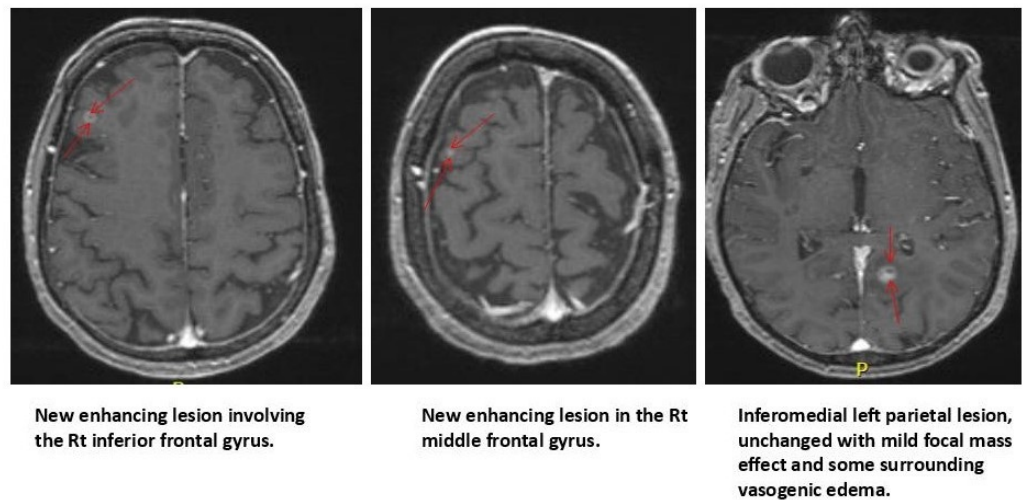 P
New enhancing lesion involving
the Rt inferior frontal gyrus.
New enhancing lesion in the Rt
middle frontal gyrus.
Inferomedial left parietal lesion,
unchanged with mild focal mass
effect and some surrounding
vasogenic edema.